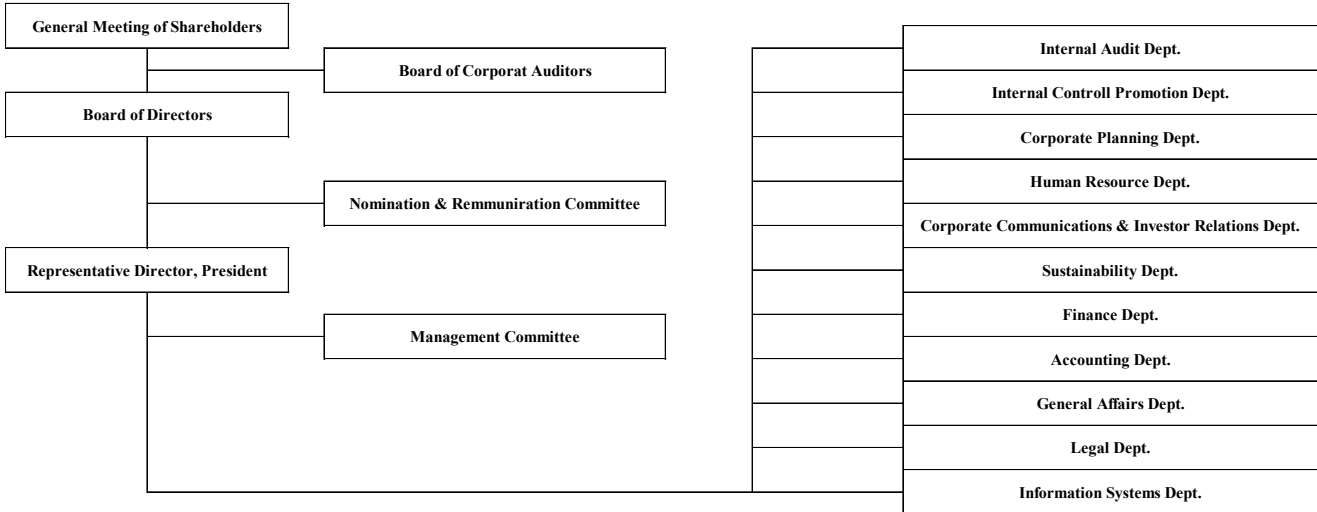 General Meeting of Shareholders
Board of Corporat Auditors
Board of Directors
Nomination & Remmuniration Committee
Representative Director, President
Management Committee
Internal Audit Dept.
Internal Controll Promotion Dept.
Corporate Planning Dept.
Human Resource Dept.
Corporate Communications & Investor Relations Dept.
Sustainability Dept.
Finance Dept.
Accounting Dept.
General Affairs Dept.
Legal Dept.
Information Systems Dept.